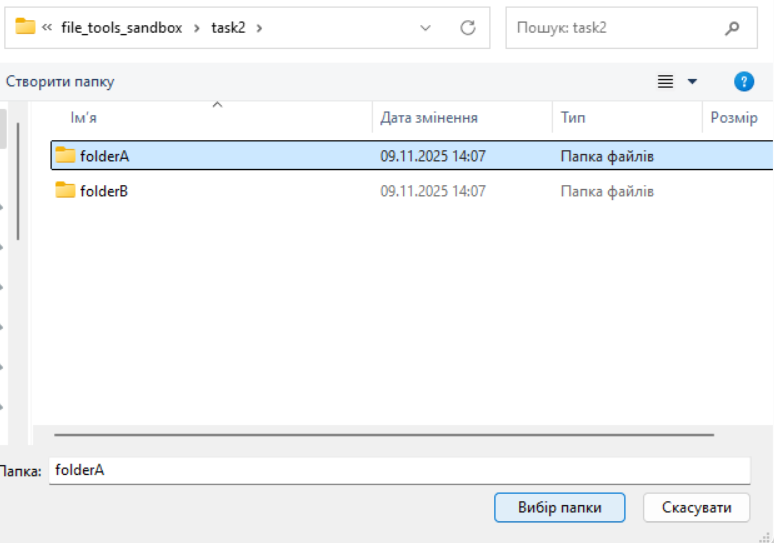 « file_tools_sandbox > task2 >
Пошук: task2
Створити папку
?
Ім'я Дата змінення Тип Розмір
folderA 09.11.2025 14:07 Папка файлів
folderB 09.11.2025 14:07 Папка файлів
Папка: folderA
Вибір папки Скасувати